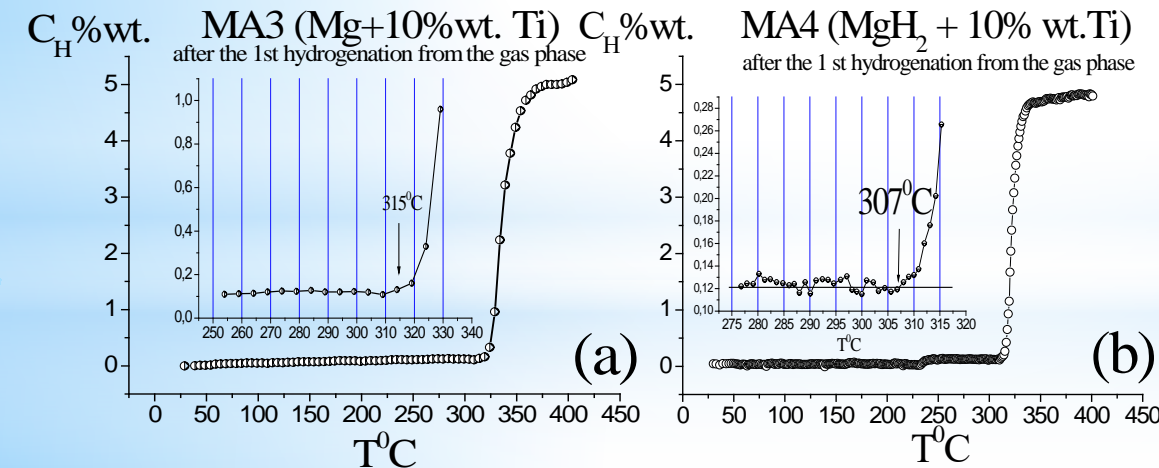 C_H %wt. MA3 (Mg+10%wt. Ti)
after the 1st hydrogenation from the gas phase
5
4
3
2
1
0
0 50 100 150 200 250 300 350 400 450
T⁰C
1,0
0,8
0,6
0,4
0,2
0,0
250 260 270 280 290 300 310 320 330 340
315⁰C
(a)
C_H %wt. MA4 (MgH₂ + 10% wt.Ti)
after the 1 st hydrogenation from the gas phase
5
4
3
2
1
0
0 50 100 150 200 250 300 350 400 450
T⁰C
0,28
0,26
0,24
0,22
0,20
0,18
0,16
0,14
0,12
0,10
275 280 285 290 295 300 305 310 315 320
T⁰C
307⁰C
(b)